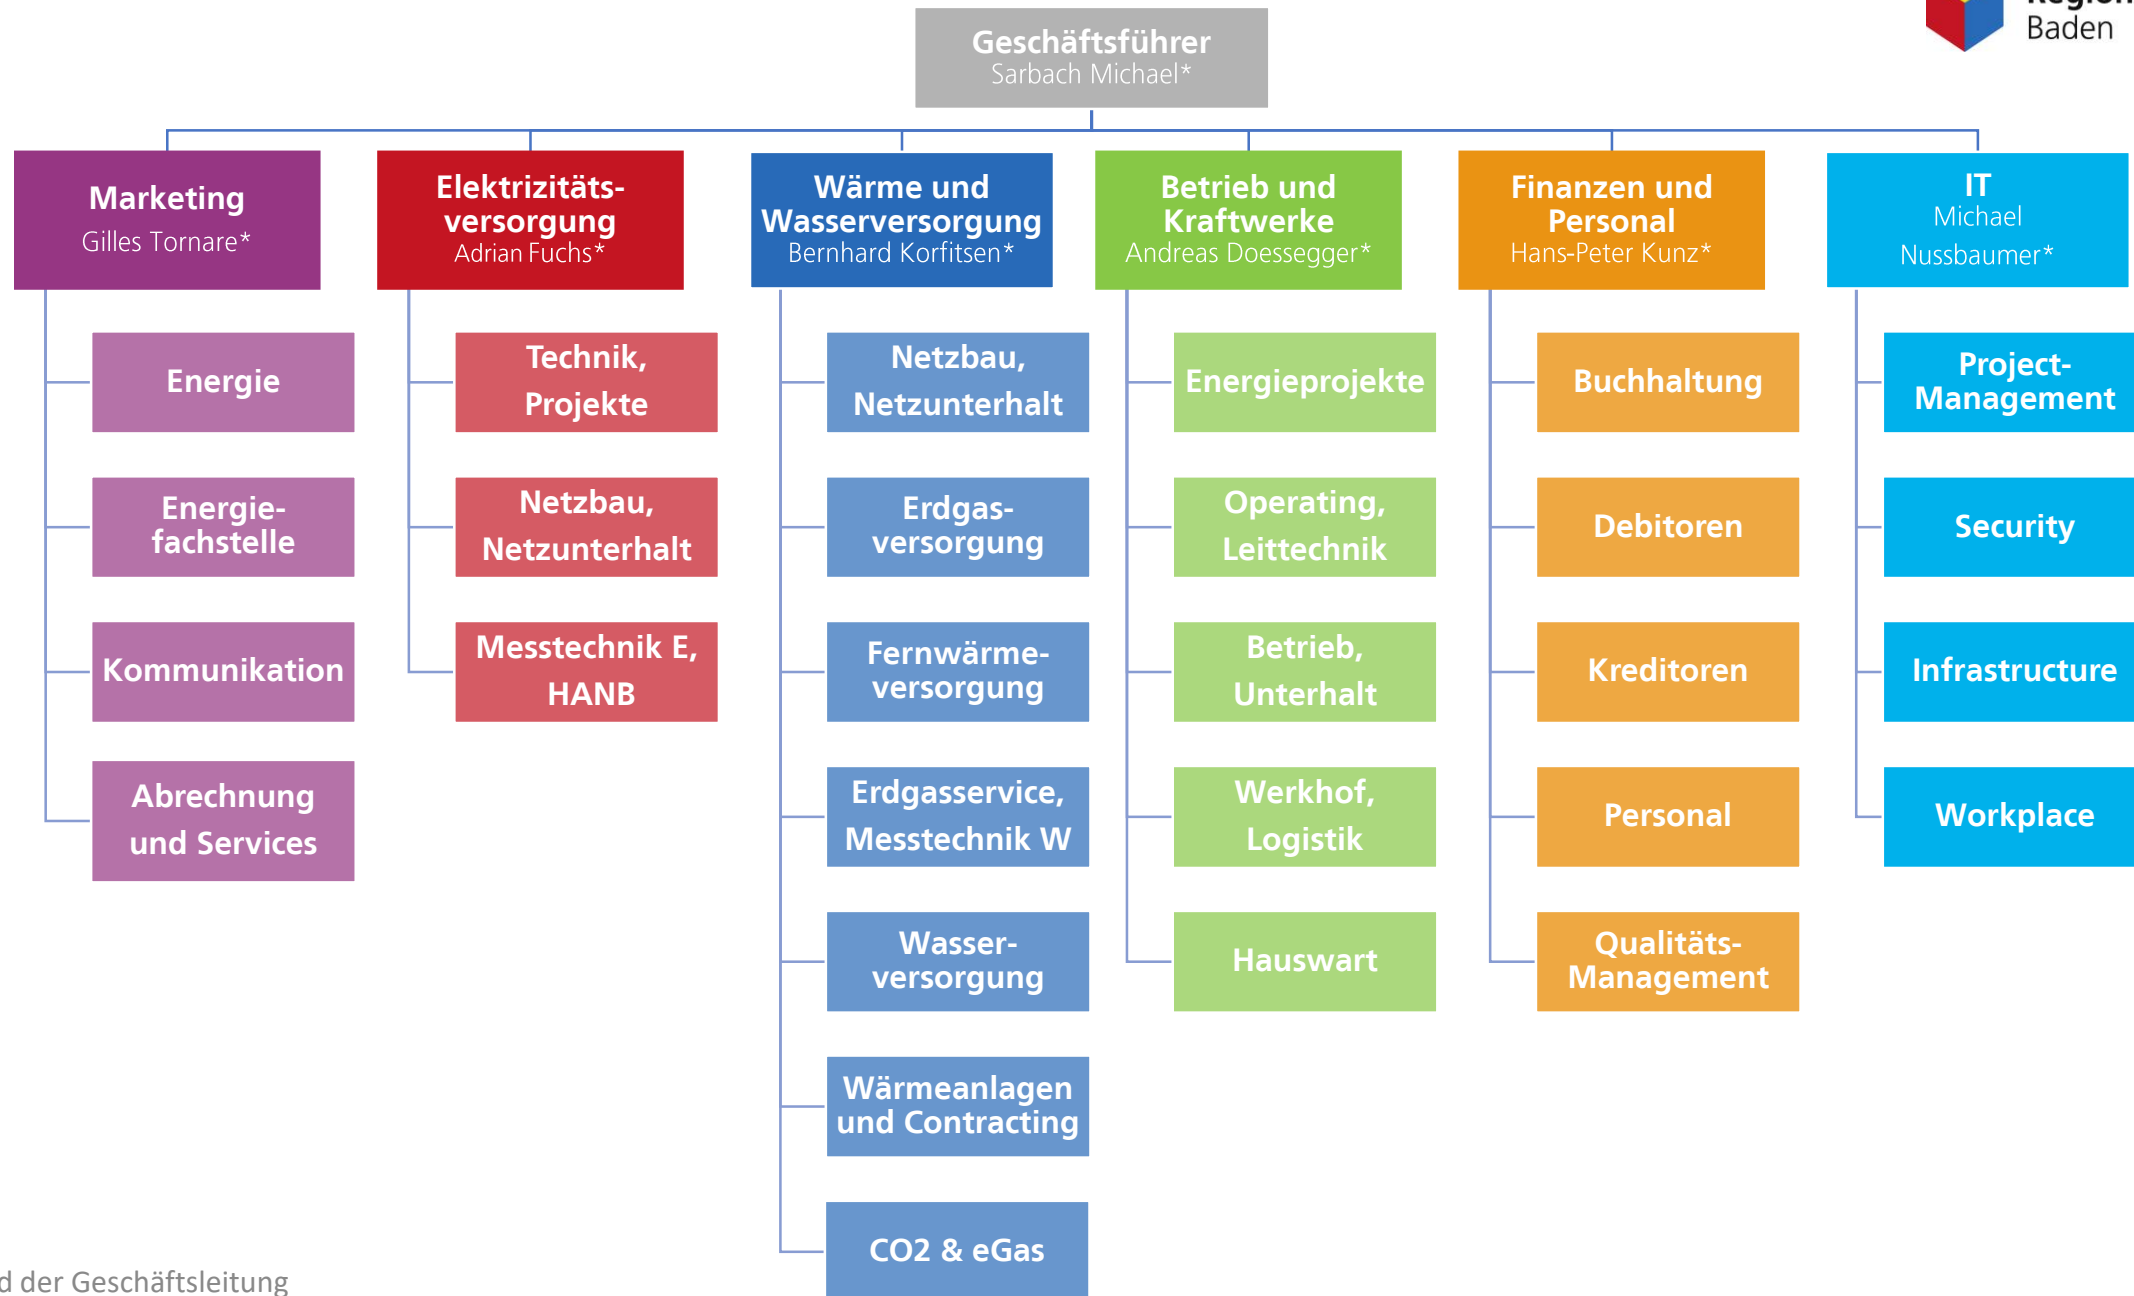 Baden
Geschäftsführer
Sarbach Michael*
Marketing
Gilles Tornare*
Elektrizitäts-
versorgung
Adrian Fuchs*
Wärme und
Wasserversorgung
Bernhard Korfitsen*
Betrieb und
Kraftwerke
Andreas Doessegger*
Finanzen und
Personal
Hans-Peter Kunz*
IT
Michael
Nussbaumer*
Energie
Energie-
fachstelle
Kommunikation
Abrechnung
und Services
Technik,
Projekte
Netzbau,
Netzunterhalt
Messtechnik E,
HANB
Netzbau,
Netzunterhalt
Erdgas-
versorgung
Fernwärme-
versorgung
Erdgasservice,
Messtechnik W
Wasser-
versorgung
Wärmeanlagen
und Contracting
CO2 & eGas
Energieprojekte
Operating,
Leittechnik
Betrieb,
Unterhalt
Werkhof,
Logistik
Hauswart
Buchhaltung
Debitoren
Kreditoren
Personal
Qualitäts-
Management
Project-
Management
Security
Infrastructure
Workplace
der Geschäftsleitung